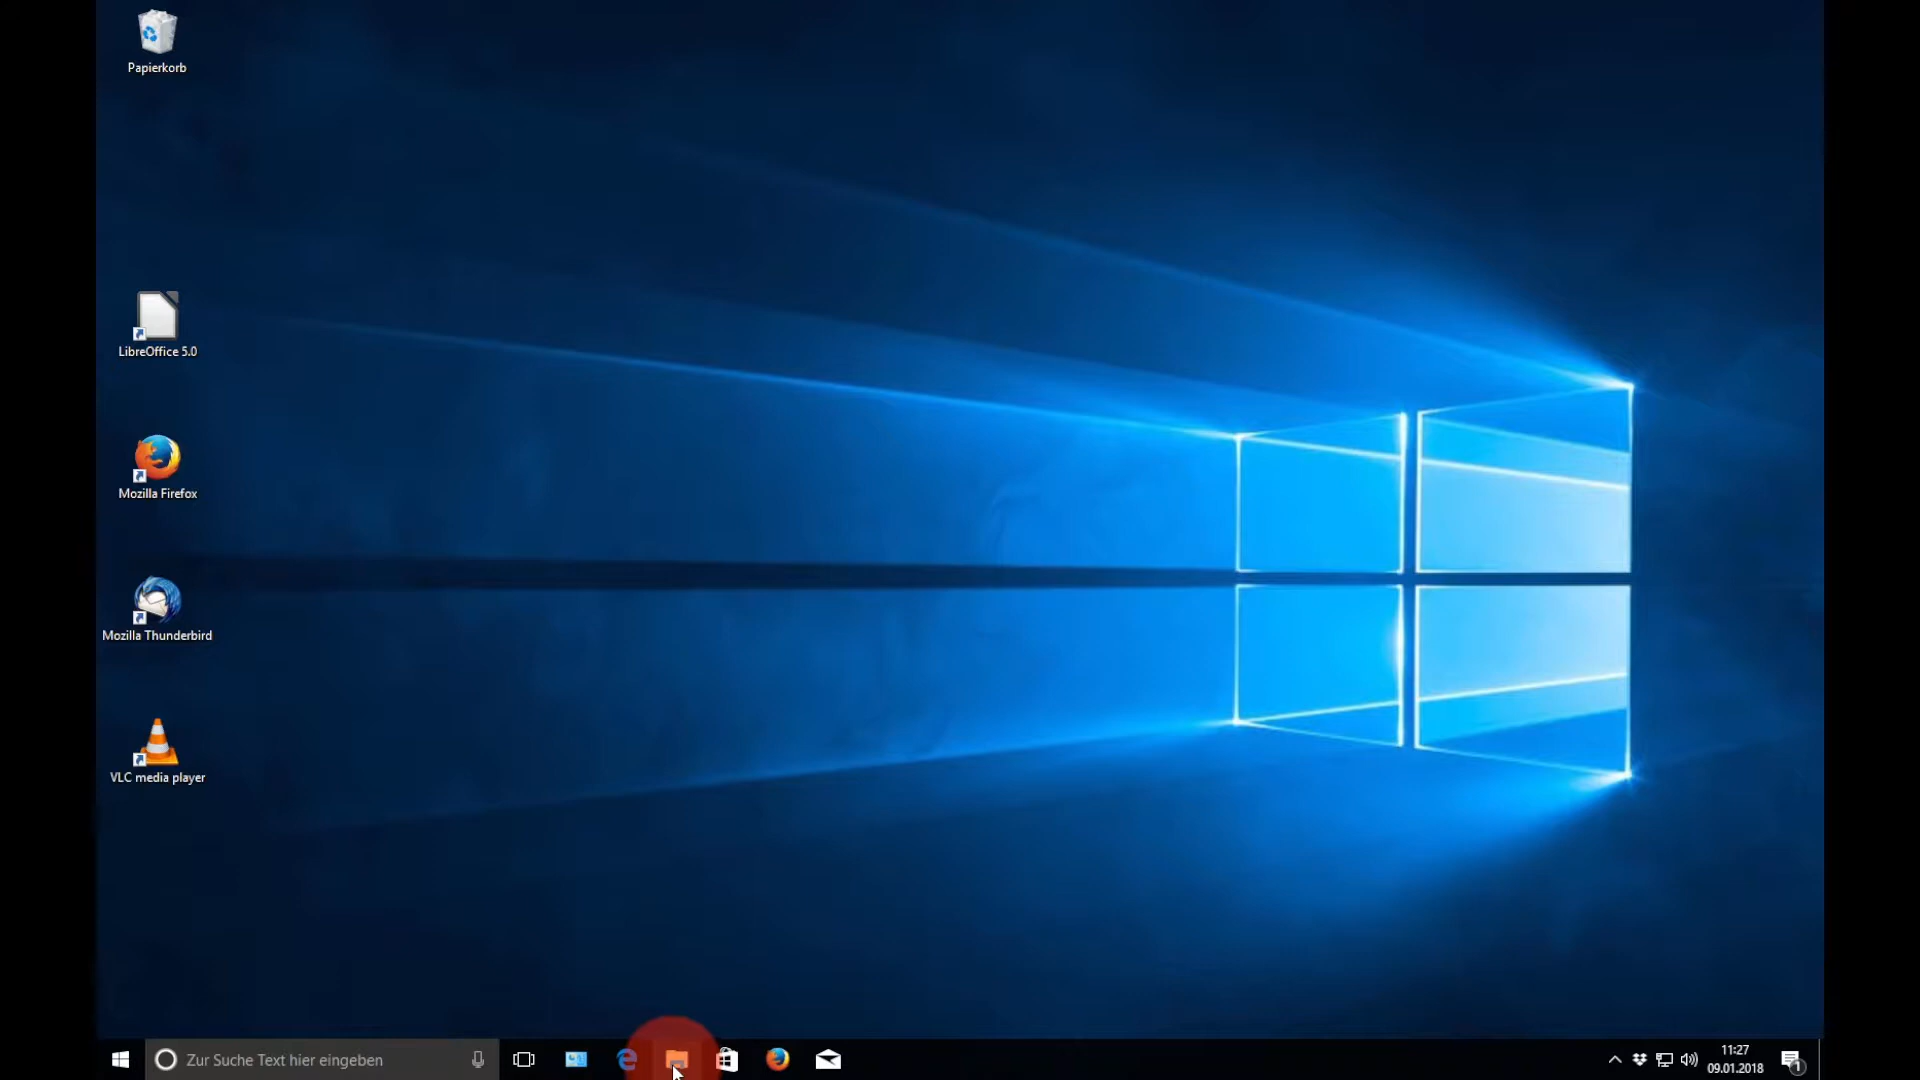 Papierkorb
LibreOffice 5.0
Mozilla Firefox
Mozilla Thunderbird
VLC media player
Zur Suche Text hier eingeben
11:27
09.01.2018
1